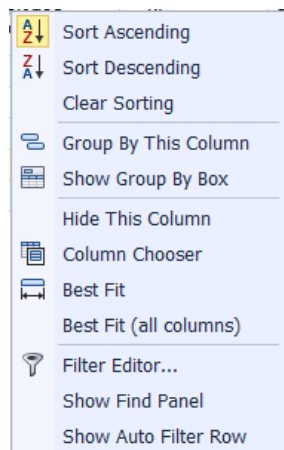 Sort Ascending
Sort Descending
Clear Sorting
Group By This Column
Show Group By Box
Hide This Column
Column Chooser
Best Fit
Best Fit (all columns)
Filter Editor...
Show Find Panel
Show Auto Filter Row